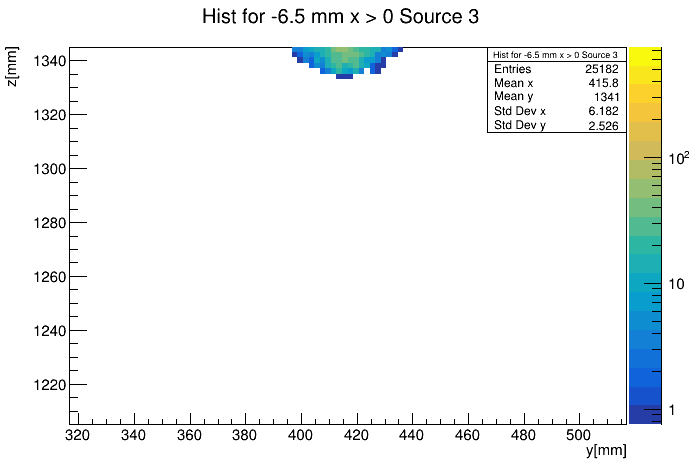 Hist for -6.5 mm x > 0 Source 3
z[mm]
1340
1320
1300
1280
1260
1240
1220
320 340 360 380 400 420 440 460 480 500
y[mm]
Hist for -6.5 mm x > 0 Source 3
Entries 25182
Mean x 415.8
Mean y 1341
Std Dev x 6.182
Std Dev y 2.526
10²
10
1